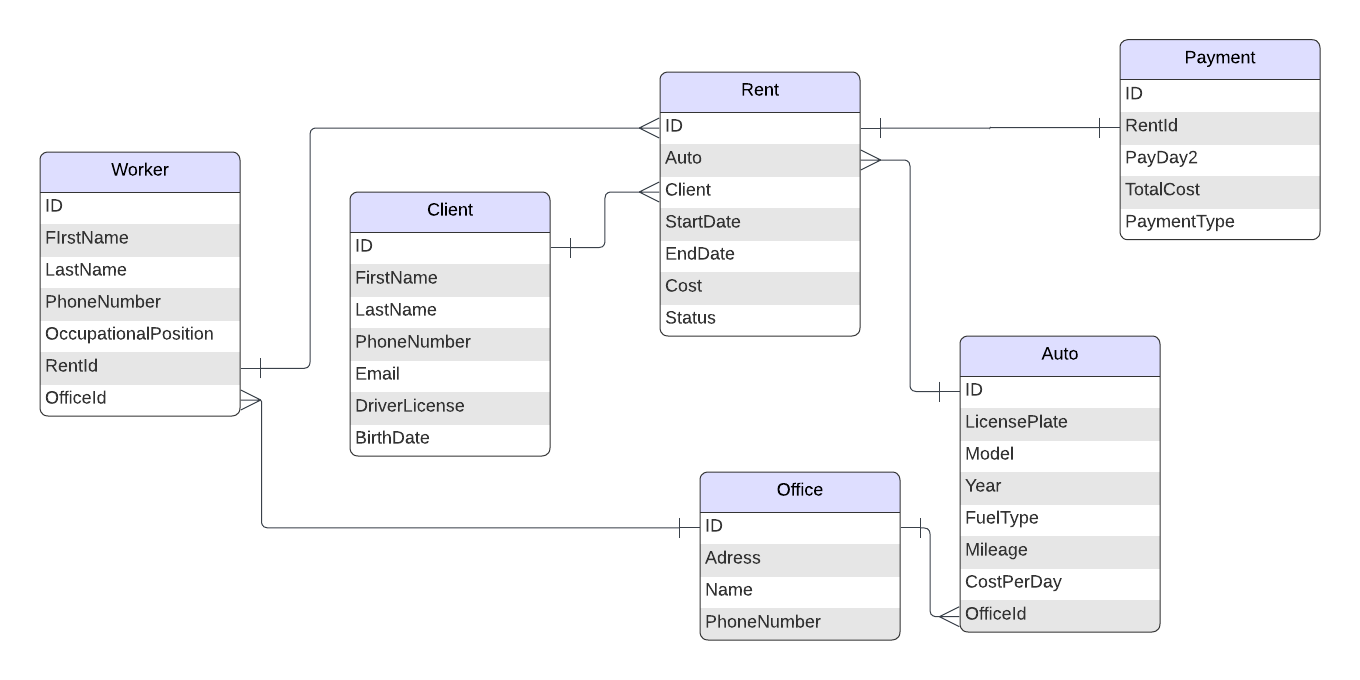 Payment
ID
RentId
PayDay2
TotalCost
PaymentType
Rent
ID
Auto
Client
StartDate
EndDate
Cost
Status
Worker
ID
FIrstName
LastName
PhoneNumber
OccupationalPosition
RentId
OfficeId
Client
ID
FirstName
LastName
PhoneNumber
Email
DriverLicense
BirthDate
Auto
ID
LicensePlate
Model
Year
FuelType
Mileage
CostPerDay
OfficeId
Office
ID
Adress
Name
PhoneNumber